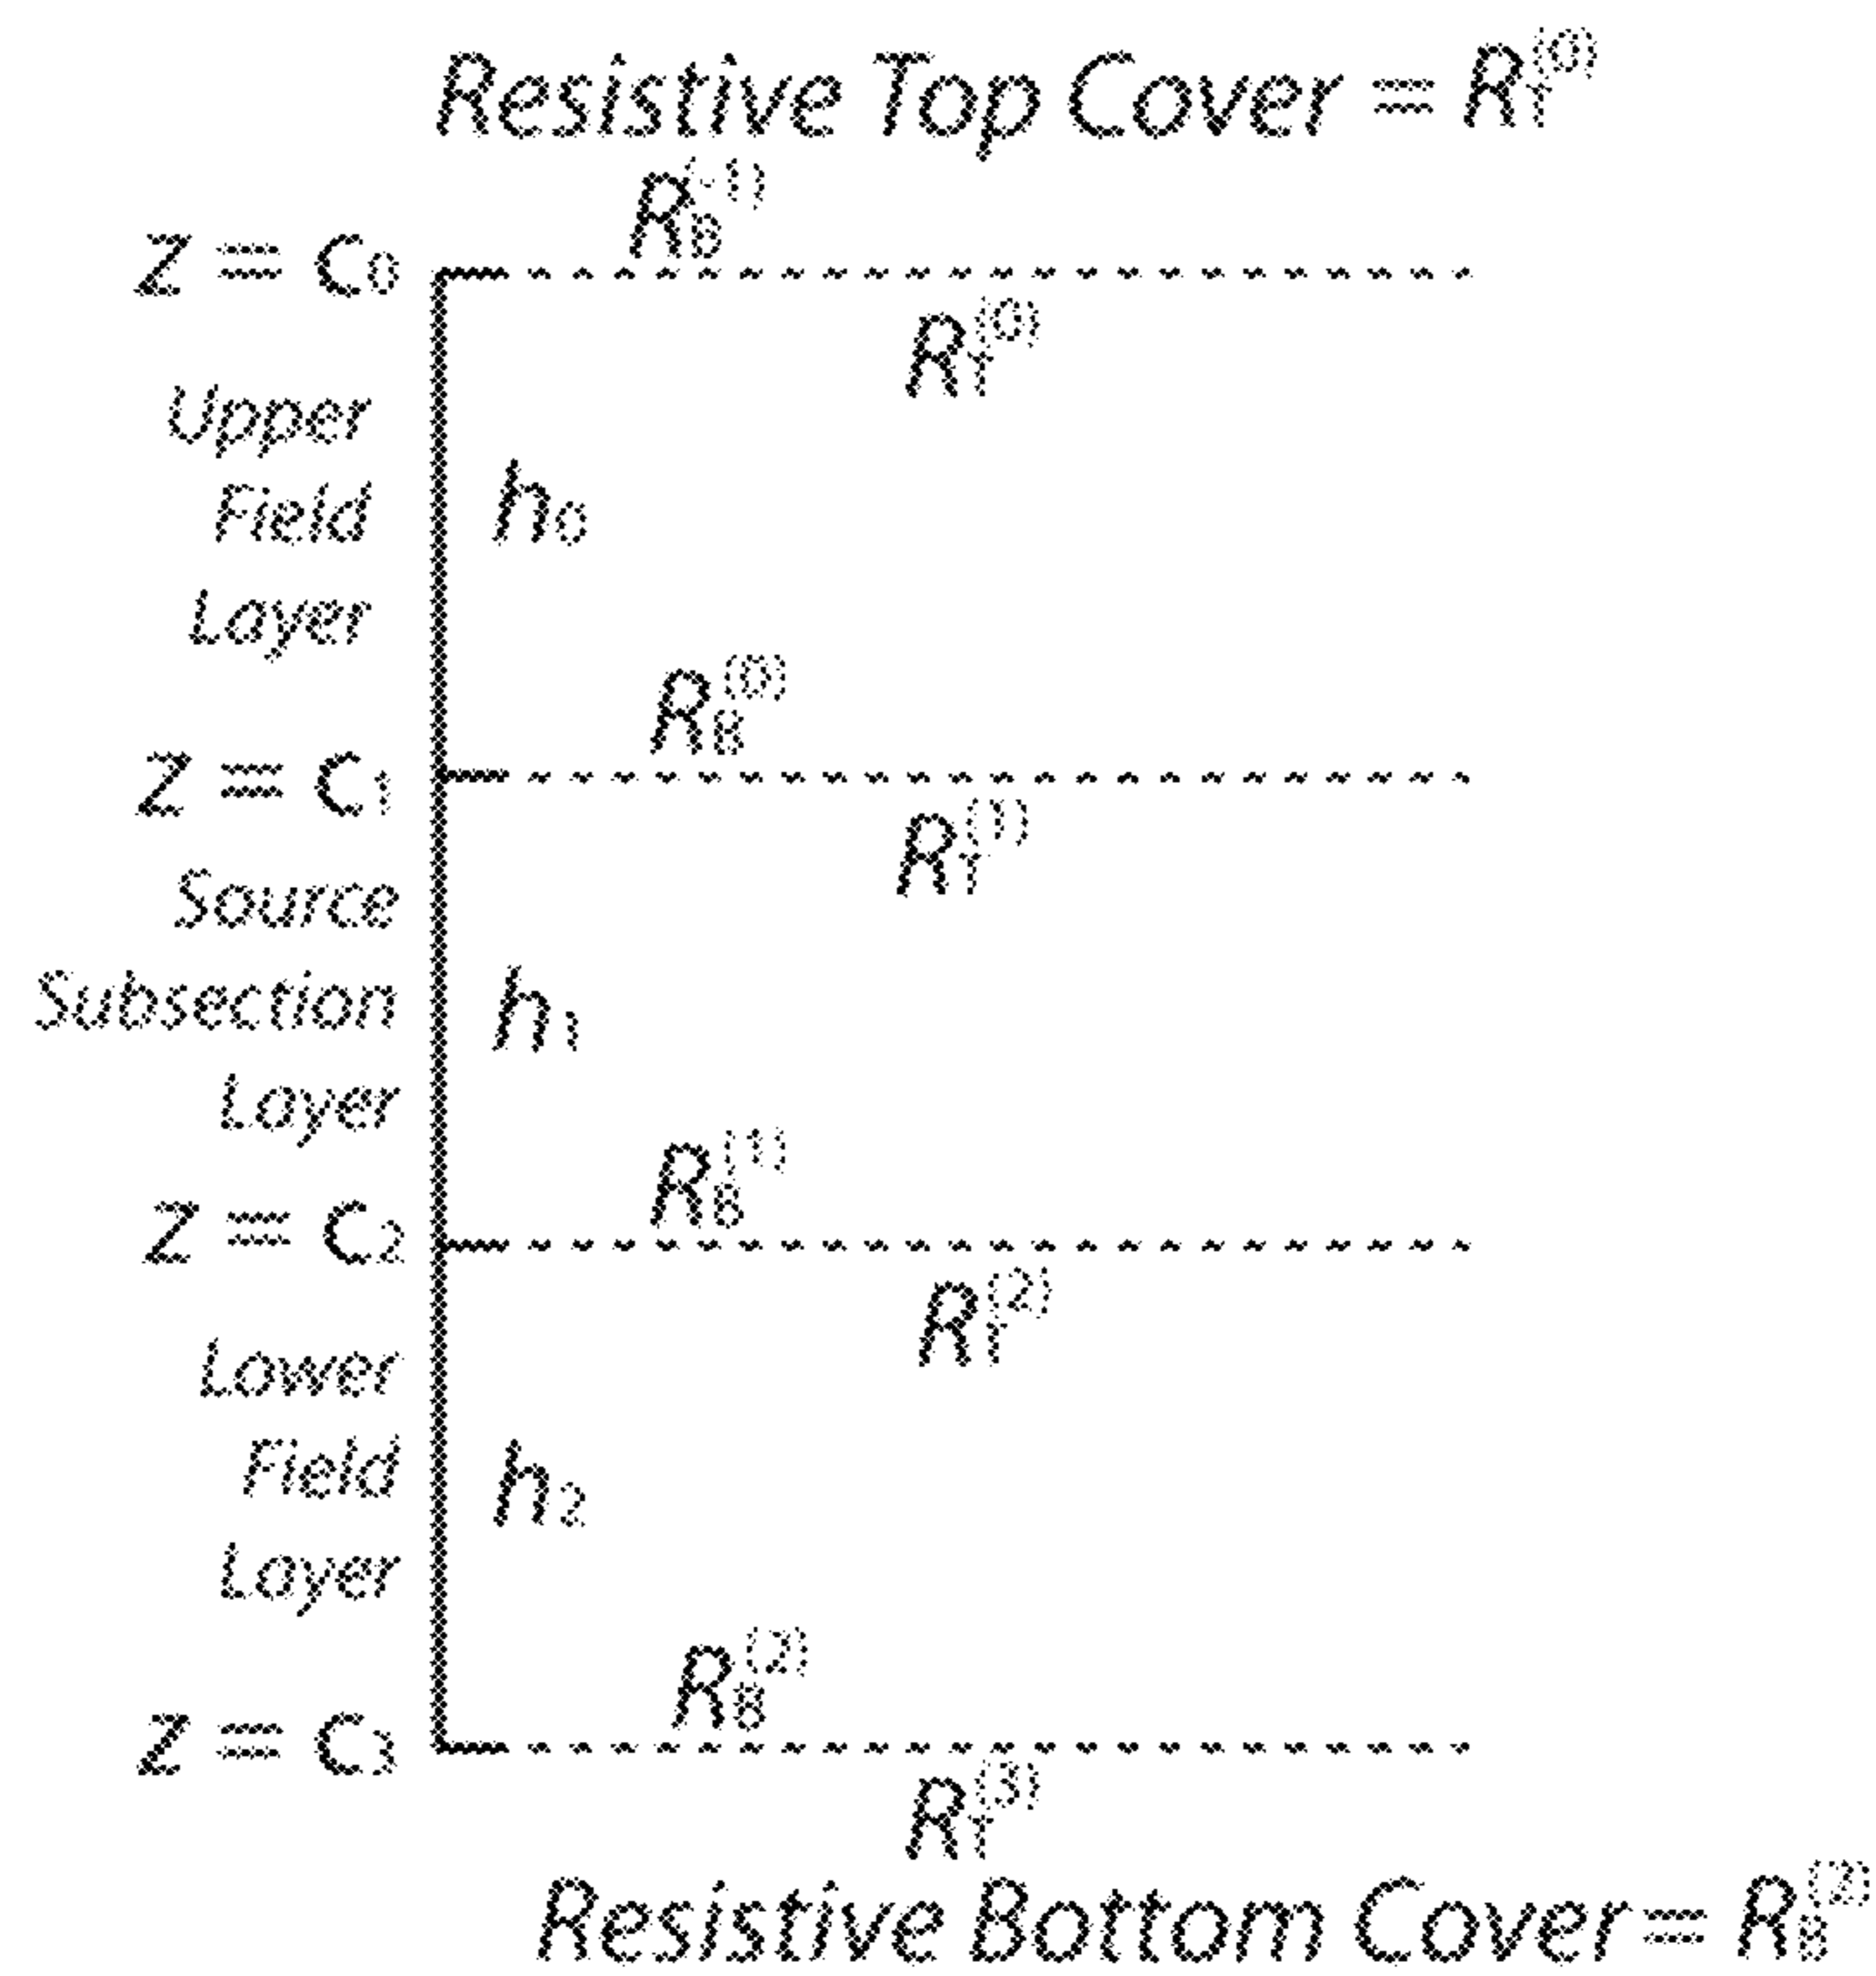 Resistive Top Cover = R_T^(0)
R_B^(-1)
Z = C0
R_T^(0)
Upper
Field
h0
Layer
R_B^(0)
Z = C1
R_T^(1)
Source
Subsection
h1
Layer
R_B^(1)
Z = C2
R_T^(2)
Lower
Field
h2
Layer
R_B^(2)
Z = C3
R_T^(3)
Resistive Bottom Cover = R_B^(2)